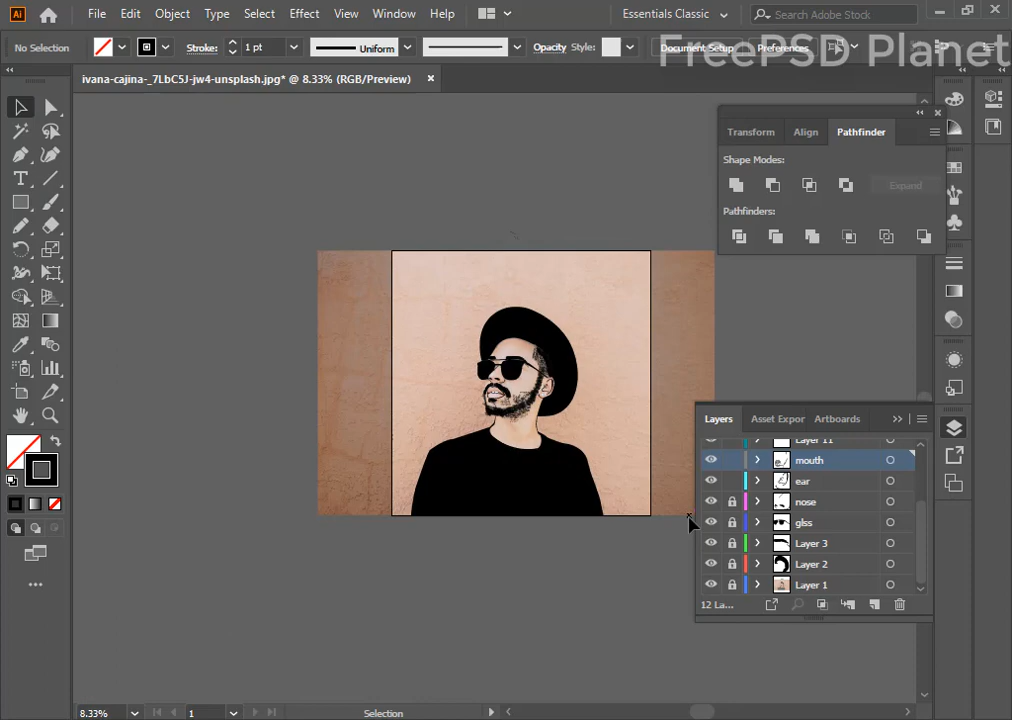 Ai File Edit Object Type Select Effect View Window Help Essentials Classic Search Adobe Stock
No Selection Stroke: 1 pt Uniform Opacity Style: Document Setup Preferences
FreePSD Planet
ivana-cajina-_7LbC5J-jw4-unsplash.jpg* @ 8.33% (RGB/Preview)
Transform Align Pathfinder
Shape Modes:
Expand
Pathfinders:
Layers Asset Expor Artboards
Layer 11
mouth
ear
nose
glss
Layer 3
Layer 2
Layer 1
12 La...
8.33% 1 Selection